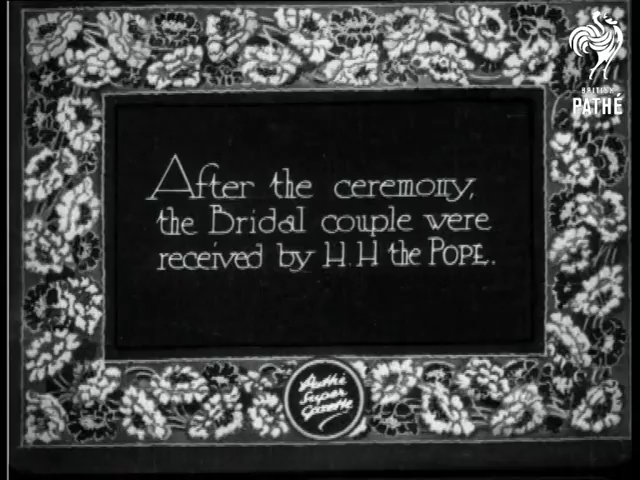 BRITISH
PATHÉ
After the ceremony,
the Bridal couple were
received by H.H the POPE.
Pathé
Super
Gazette